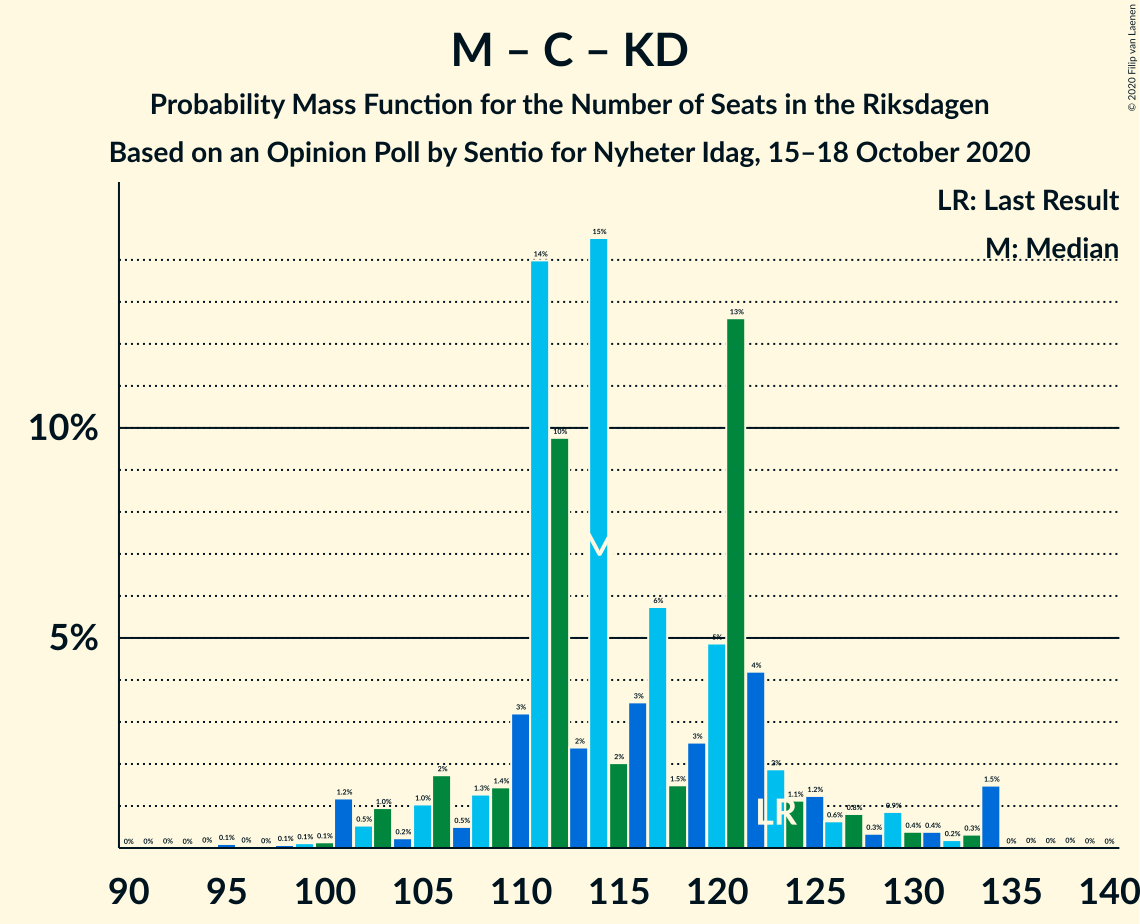 © 2020 Filip van Laenen
M – C – KD
Probability Mass Function for the Number of Seats in the Riksdagen
Based on an Opinion Poll by Sentio for Nyheter Idag, 15–18 October 2020
LR: Last Result
M: Median
10%
5%
0% 0% 0% 0% 0% 0.1% 0% 0% 0.1% 0.1% 0.1% 1.2% 0.5% 1.0% 0.2% 1.0% 2% 0.5% 1.3% 1.4% 3% 14% 10% 2% 15% 2% 3% 6% 1.5% 3% 5% 13% 4% 2% 1.1% 1.2% 0.6% 0.8% 0.3% 0.9% 0.4% 0.4% 0.2% 0.3% 1.5% 0% 0% 0% 0% 0% 0%
M
LR
90 95 100 105 110 115 120 125 130 135 140